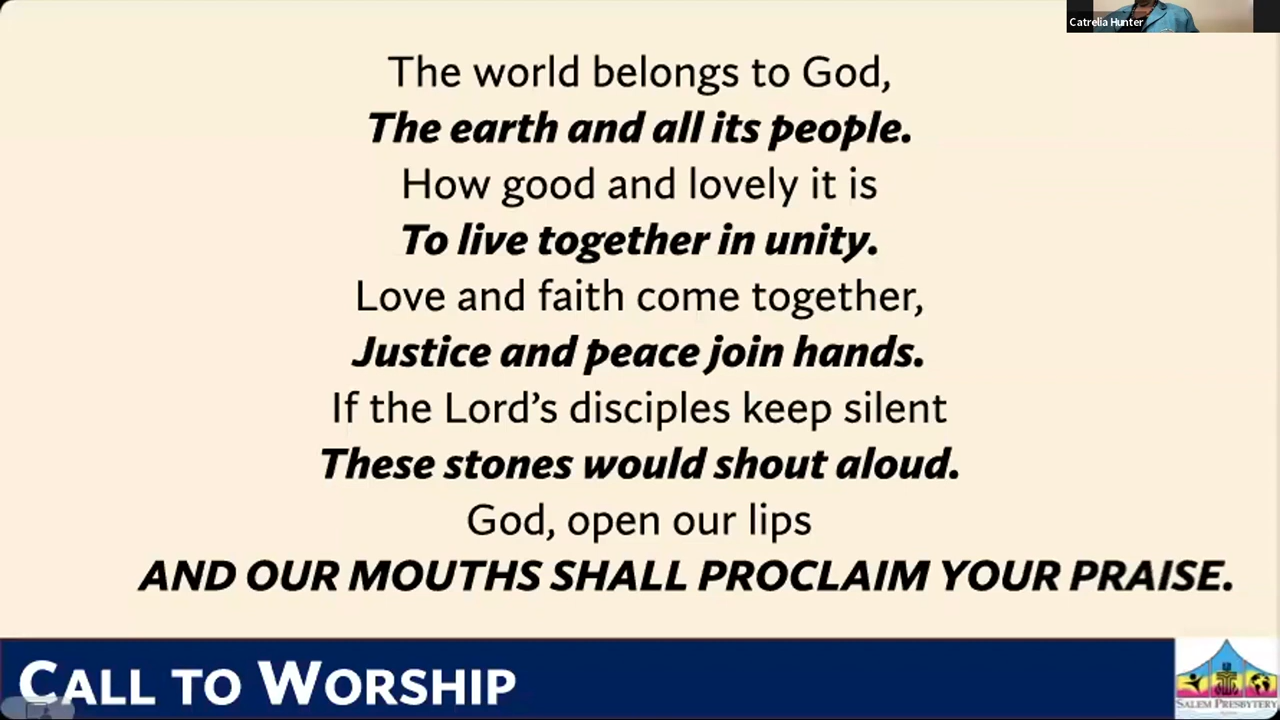 Catrelia Hunter
The world belongs to God,
The earth and all its people.
How good and lovely it is
To live together in unity.
Love and faith come together,
Justice and peace join hands.
If the Lord’s disciples keep silent
These stones would shout aloud.
God, open our lips
AND OUR MOUTHS SHALL PROCLAIM YOUR PRAISE.
CALL TO WORSHIP
SALEM PRESBYTERY